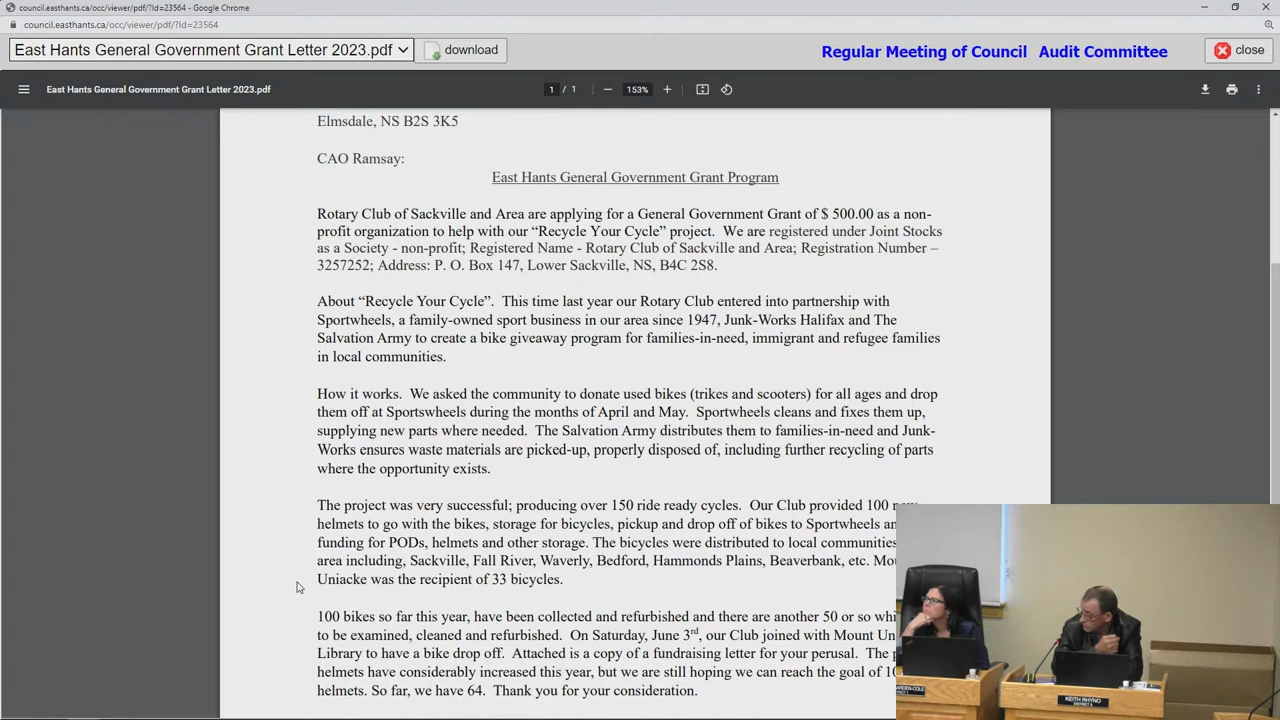 council.easthants.ca/occ/viewer/pdf/?Id=23564 - Google Chrome
council.easthants.ca/occ/viewer/pdf/?Id=23564
East Hants General Government Grant Letter 2023.pdf
download
Regular Meeting of Council Audit Committee
close
East Hants General Government Grant Letter 2023.pdf
1 / 1
153%
Elmsdale, NS B2S 3K5
CAO Ramsay:
East Hants General Government Grant Program
Rotary Club of Sackville and Area are applying for a General Government Grant of $ 500.00 as a non-
profit organization to help with our “Recycle Your Cycle” project. We are registered under Joint Stocks
as a Society - non-profit; Registered Name - Rotary Club of Sackville and Area; Registration Number –
3257252; Address: P. O. Box 147, Lower Sackville, NS, B4C 2S8.
About “Recycle Your Cycle”. This time last year our Rotary Club entered into partnership with
Sportwheels, a family-owned sport business in our area since 1947, Junk-Works Halifax and The
Salvation Army to create a bike giveaway program for families-in-need, immigrant and refugee families
in local communities.
How it works. We asked the community to donate used bikes (trikes and scooters) for all ages and drop
them off at Sportswheels during the months of April and May. Sportwheels cleans and fixes them up,
supplying new parts where needed. The Salvation Army distributes them to families-in-need and Junk-
Works ensures waste materials are picked-up, properly disposed of, including further recycling of parts
where the opportunity exists.
The project was very successful; producing over 150 ride ready cycles. Our Club provided 100
helmets to go with the bikes, storage for bicycles, pickup and drop off of bikes to Sportwheels
funding for PODs, helmets and other storage. The bicycles were distributed to local communities
area including, Sackville, Fall River, Waverly, Bedford, Hammonds Plains, Beaverbank, etc.
Uniacke was the recipient of 33 bicycles.
100 bikes so far this year, have been collected and refurbished and there are another 50 or so
to be examined, cleaned and refurbished. On Saturday, June 3rd, our Club joined with Mount
Library to have a bike drop off. Attached is a copy of a fundraising letter for your perusal. The
helmets have considerably increased this year, but we are still hoping we can reach the goal of
helmets. So far, we have 64. Thank you for your consideration.
COLE
KEITH RHYNO